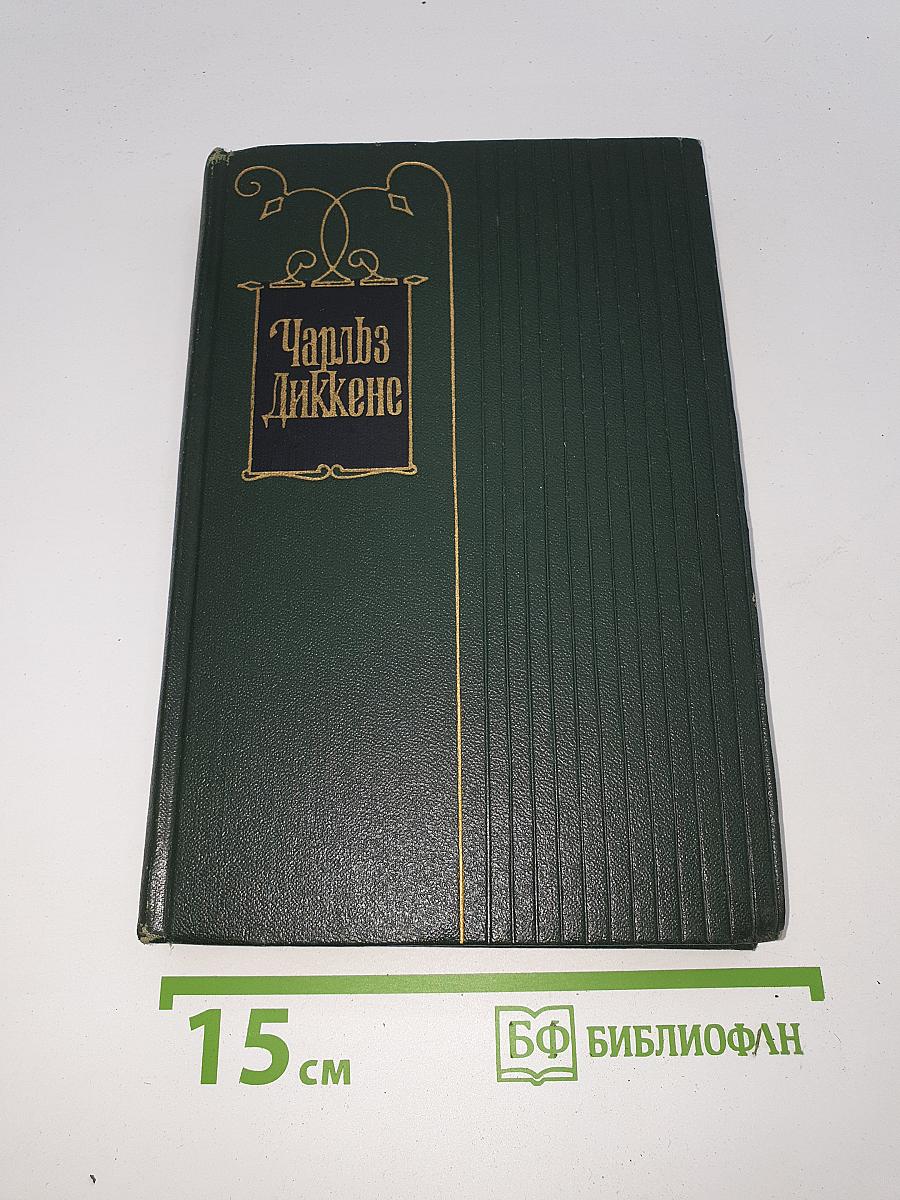 Чарльз
Диккенс
15 см
БФ БИБЛИОФАН